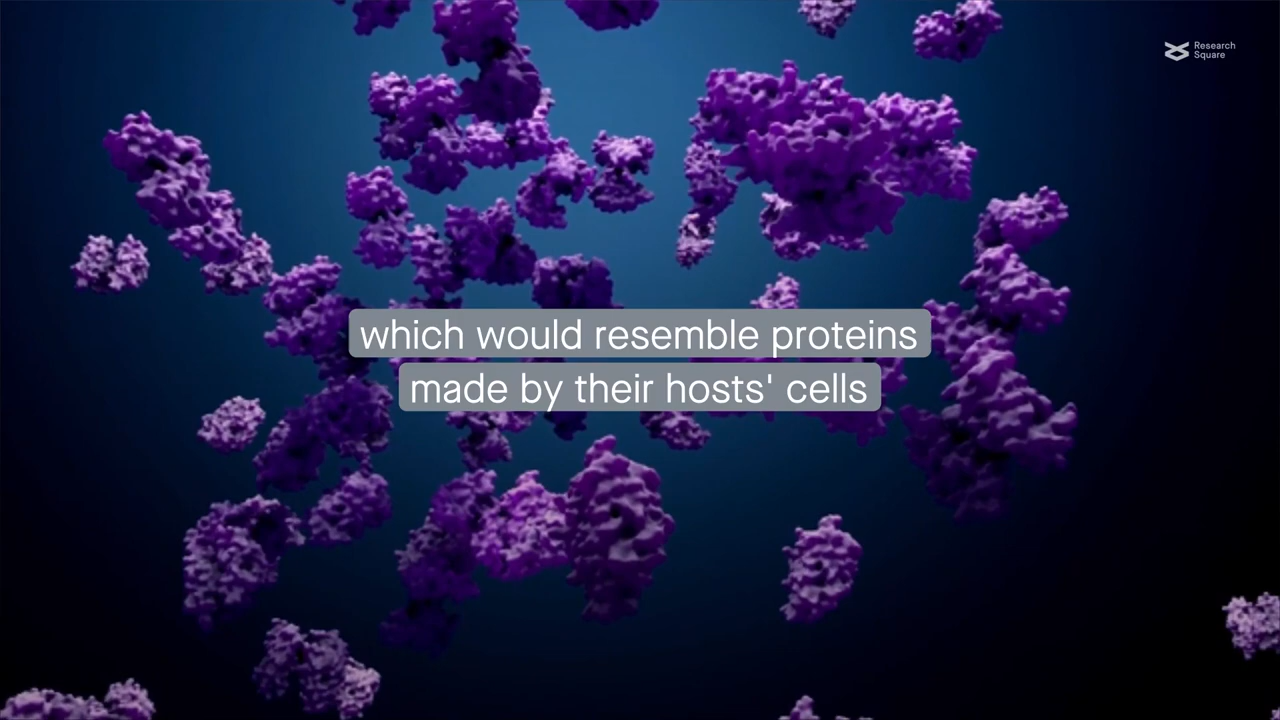 Research
Square
which would resemble proteins
made by their hosts' cells